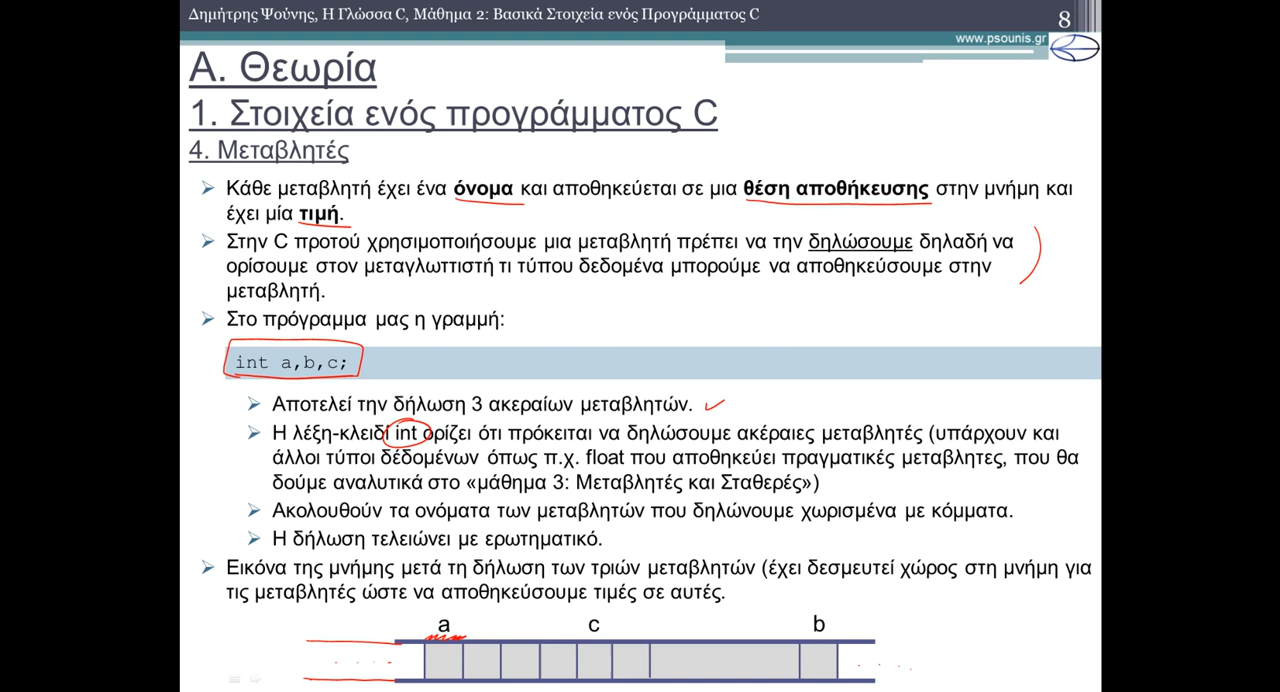 Δημήτρης Ψούνης, Η Γλώσσα C, Μάθημα 2: Βασικά Στοιχεία ενός Προγράμματος C
8
www.psounis.gr
Α. Θεωρία
1. Στοιχεία ενός προγράμματος C
4. Μεταβλητές
Κάθε μεταβλητή έχει ένα όνομα και αποθηκεύεται σε μια θέση αποθήκευσης στην μνήμη και
έχει μία τιμή.
Στην C προτού χρησιμοποιήσουμε μια μεταβλητή πρέπει να την δηλώσουμε δηλαδή να
ορίσουμε στον μεταγλωττιστή τι τύπου δεδομένα μπορούμε να αποθηκεύσουμε στην
μεταβλητή.
Στο πρόγραμμα μας η γραμμή:
int a,b,c;
Αποτελεί την δήλωση 3 ακεραίων μεταβλητών.
Η λέξη-κλειδί int ορίζει ότι πρόκειται να δηλώσουμε ακέραιες μεταβλητές (υπάρχουν και
άλλοι τύποι δεδομένων όπως π.χ. float που αποθηκεύει πραγματικές μεταβλητες, που θα
δούμε αναλυτικά στο «μάθημα 3: Μεταβλητές και Σταθερές»)
Ακολουθούν τα ονόματα των μεταβλητών που δηλώνουμε χωρισμένα με κόμματα.
Η δήλωση τελειώνει με ερωτηματικό.
Εικόνα της μνήμης μετά τη δήλωση των τριών μεταβλητών (έχει δεσμευτεί χώρος στη μνήμη για
τις μεταβλητές ώστε να αποθηκεύσουμε τιμές σε αυτές.
a c b